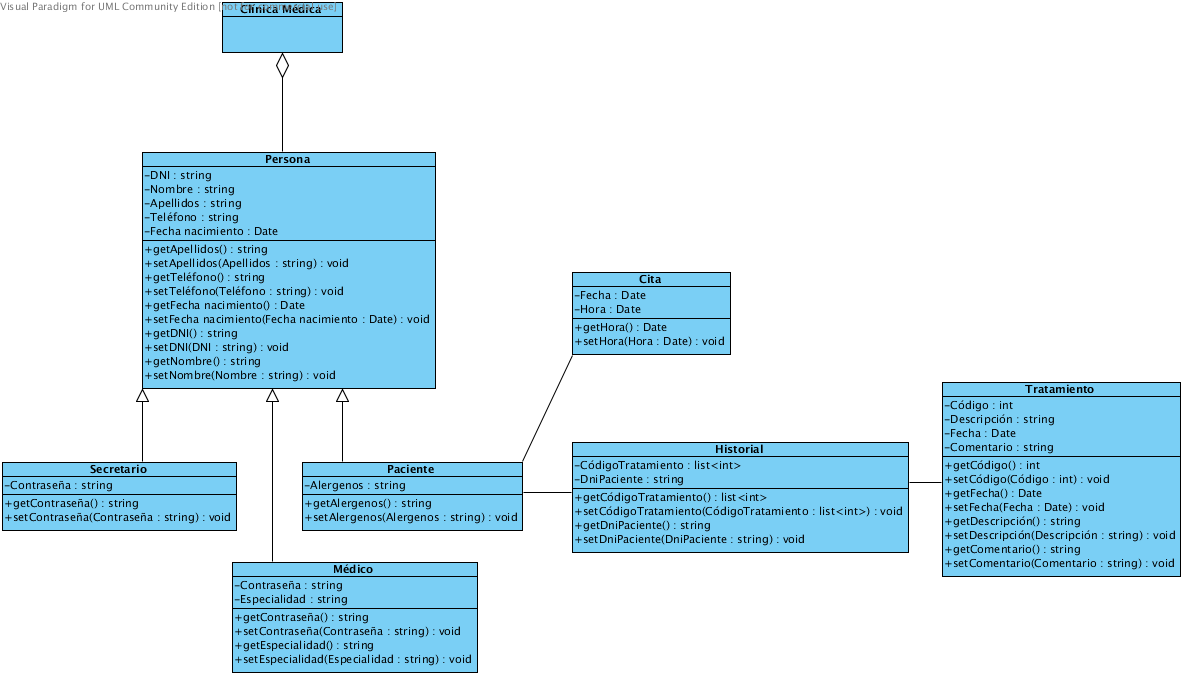 Visual Paradigm for UML Community Edition [not for commercial use]
Clínica Médica
Persona
-DNI : string
-Nombre : string
-Apellidos : string
-Teléfono : string
-Fecha nacimiento : Date
+getApellidos() : string
+setApellidos(Apellidos : string) : void
+getTeléfono() : string
+setTeléfono(Teléfono : string) : void
+getFecha nacimiento() : Date
+setFecha nacimiento(Fecha nacimiento : Date) : void
+getDNI() : string
+setDNI(DNI : string) : void
+getNombre() : string
+setNombre(Nombre : string) : void
Cita
-Fecha : Date
-Hora : Date
+getHora() : Date
+setHora(Hora : Date) : void
Secretario
-Contraseña : string
+getContraseña() : string
+setContraseña(Contraseña : string) : void
Paciente
-Alergenos : string
+getAlergenos() : string
+setAlergenos(Alergenos : string) : void
Historial
-CódigoTratamiento : list<int>
-DniPaciente : string
+getCódigoTratamiento() : list<int>
+setCódigoTratamiento(CódigoTratamiento : list<int>) : void
+getDniPaciente() : string
+setDniPaciente(DniPaciente : string) : void
Tratamiento
-Código : int
-Descripción : string
-Fecha : Date
-Comentario : string
+getCódigo() : int
+setCódigo(Código : int) : void
+getFecha() : Date
+setFecha(Fecha : Date) : void
+getDescripción() : string
+setDescripción(Descripción : string) : void
+getComentario() : string
+setComentario(Comentario : string) : void
Médico
-Contraseña : string
-Especialidad : string
+getContraseña() : string
+setContraseña(Contraseña : string) : void
+getEspecialidad() : string
+setEspecialidad(Especialidad : string) : void